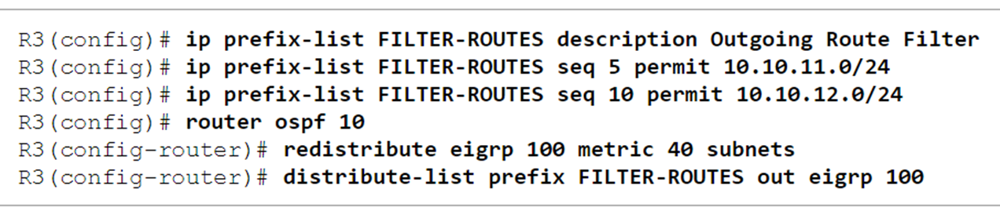 R3(config)# ip prefix-list FILTER-ROUTES description Outgoing Route Filter
R3(config)# ip prefix-list FILTER-ROUTES seq 5 permit 10.10.11.0/24
R3(config)# ip prefix-list FILTER-ROUTES seq 10 permit 10.10.12.0/24
R3(config)# router ospf 10
R3(config-router)# redistribute eigrp 100 metric 40 subnets
R3(config-router)# distribute-list prefix FILTER-ROUTES out eigrp 100